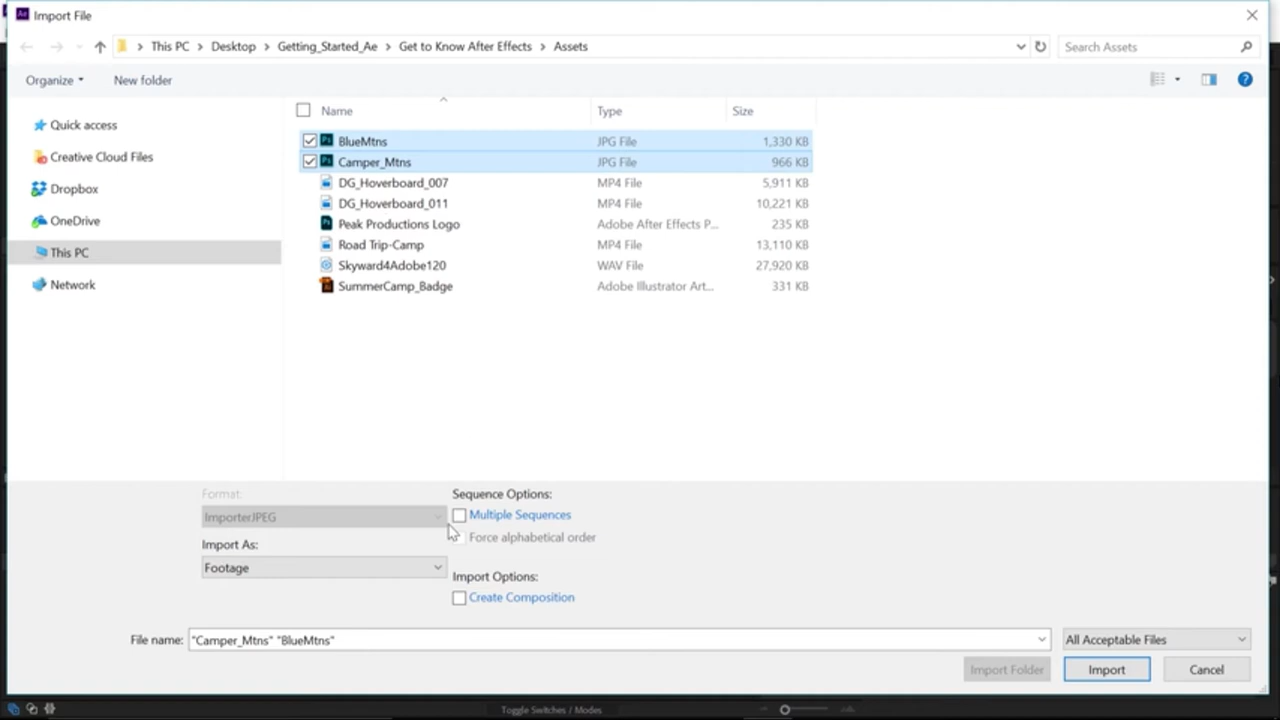 Import File
This PC > Desktop > Getting_Started_Ae > Get to Know After Effects > Assets
Search Assets
Organize
New folder
Name Type Size
Quick access
Creative Cloud Files
Dropbox
OneDrive
This PC
Network
BlueMtns JPG File 1,330 KB
Camper_Mtns JPG File 966 KB
DG_Hoverboard_007 MP4 File 5,911 KB
DG_Hoverboard_011 MP4 File 10,221 KB
Peak Productions Logo Adobe After Effects P... 235 KB
Road Trip-Camp MP4 File 13,110 KB
Skyward4Adobe120 WAV File 27,920 KB
SummerCamp_Badge Adobe Illustrator Art... 331 KB
Format:
ImporterJPEG
Import As:
Footage
Sequence Options:
Multiple Sequences
Force alphabetical order
Import Options:
Create Composition
File name: "Camper_Mtns" "BlueMtns"
All Acceptable Files
Import Folder
Import
Cancel
Toggle Switches / Modes